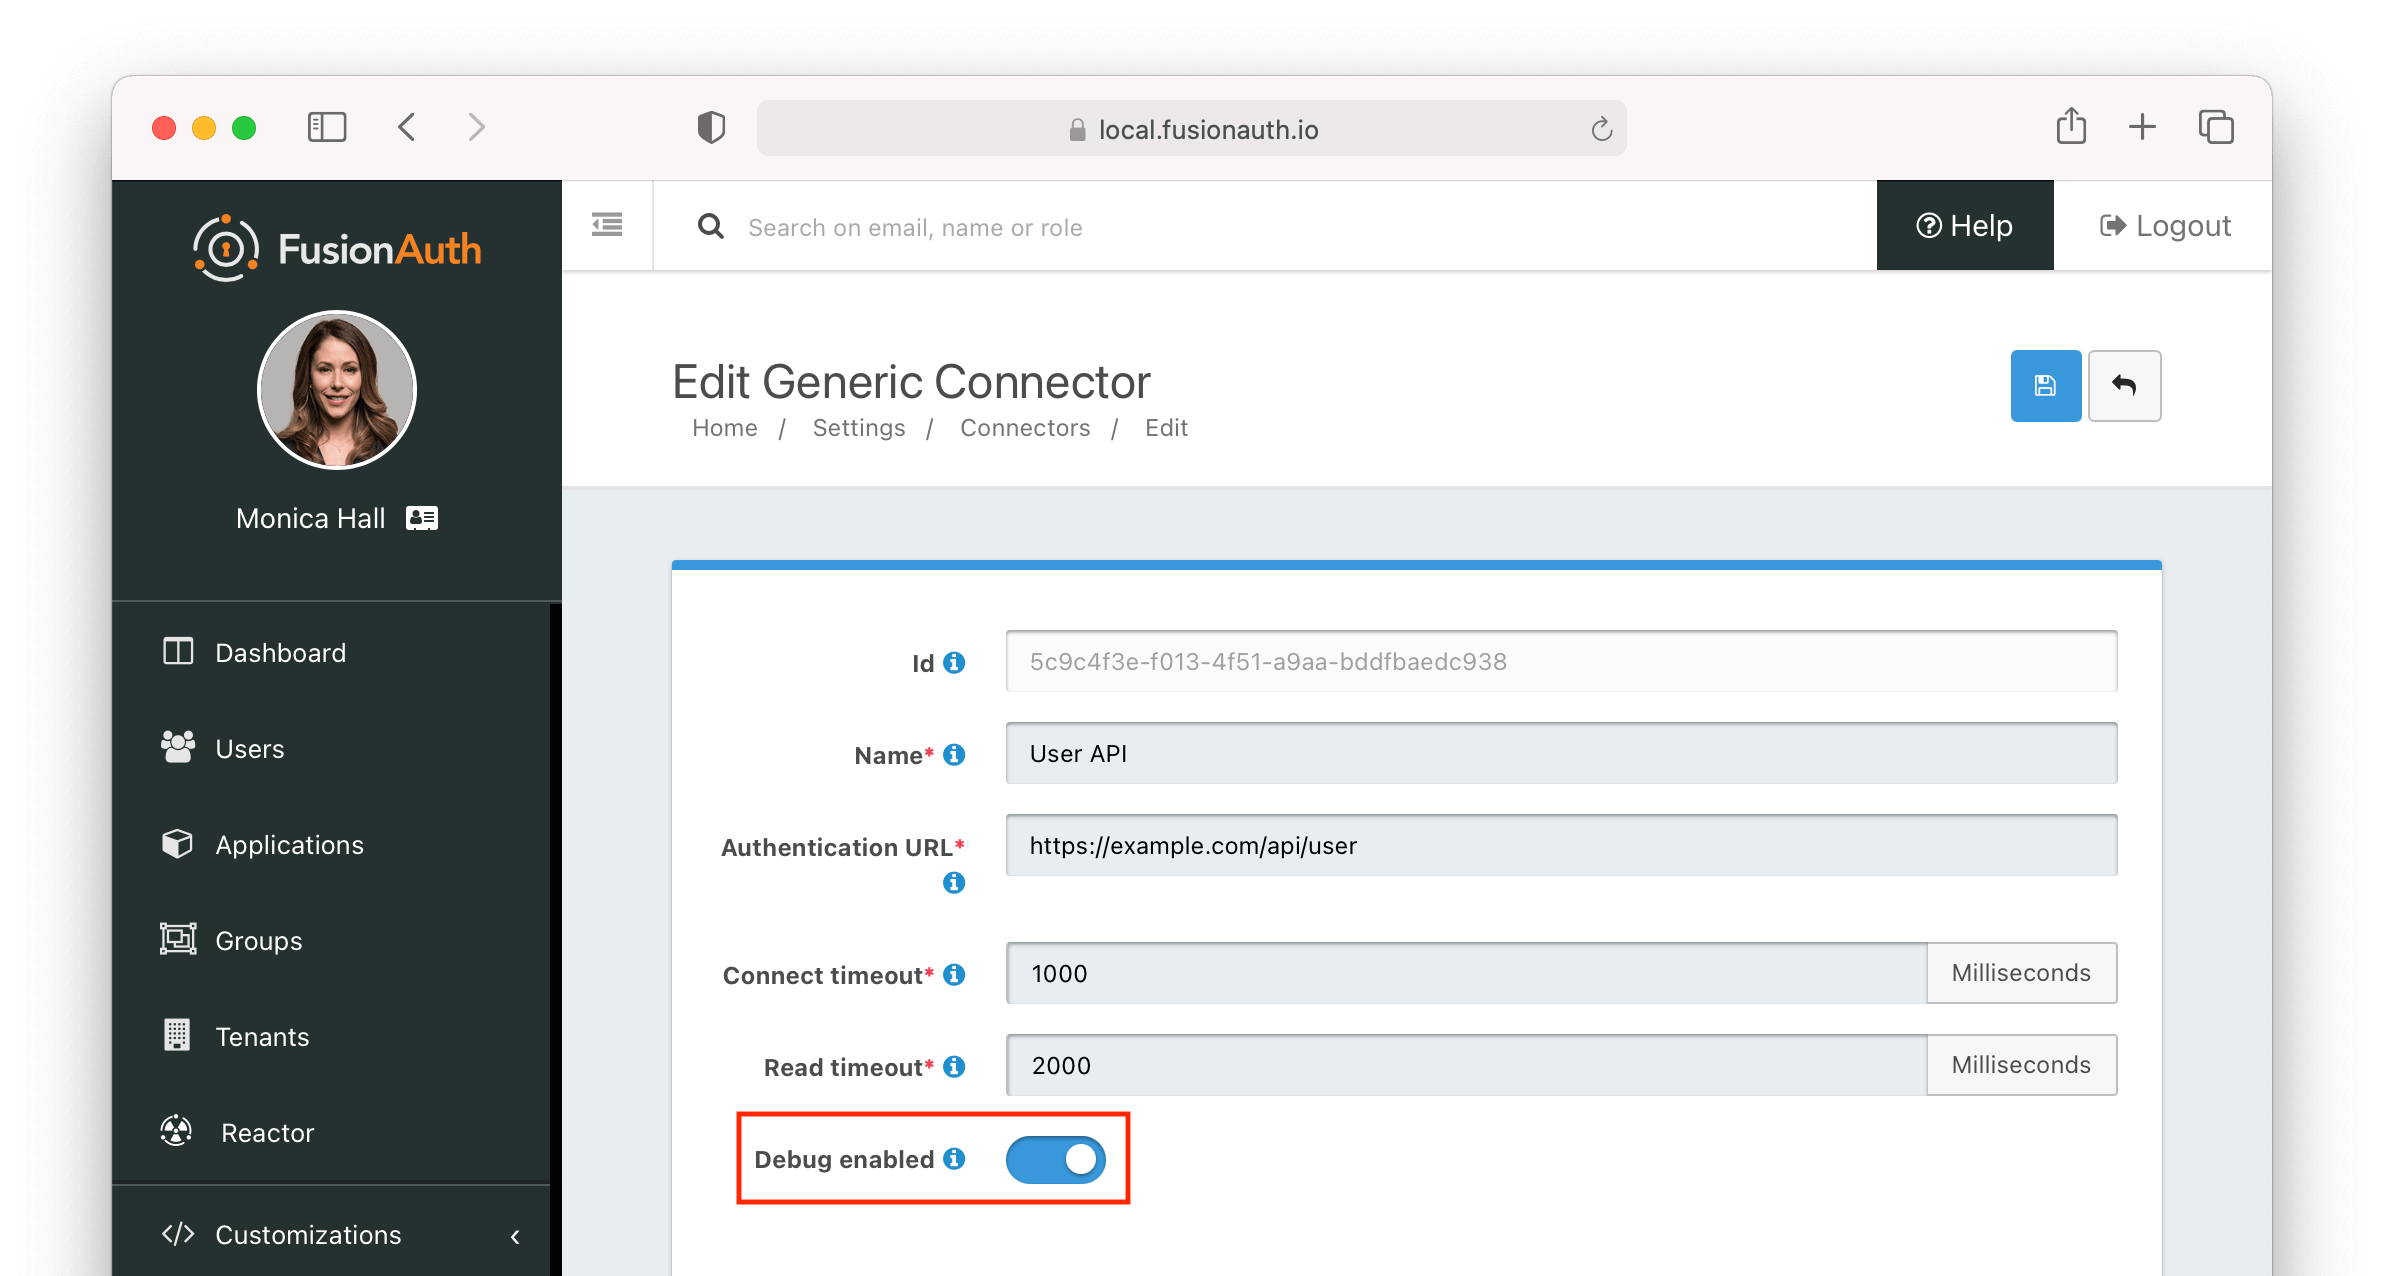 local.fusionauth.io
FusionAuth
Search on email, name or role
Help
Logout
Monica Hall
Edit Generic Connector
Home / Settings / Connectors / Edit
Dashboard
Users
Applications
Groups
Tenants
Reactor
Customizations
Id
5c9c4f3e-f013-4f51-a9aa-bddfbaedc938
Name*
User API
Authentication URL*
https://example.com/api/user
Connect timeout*
1000
Milliseconds
Read timeout*
2000
Milliseconds
Debug enabled